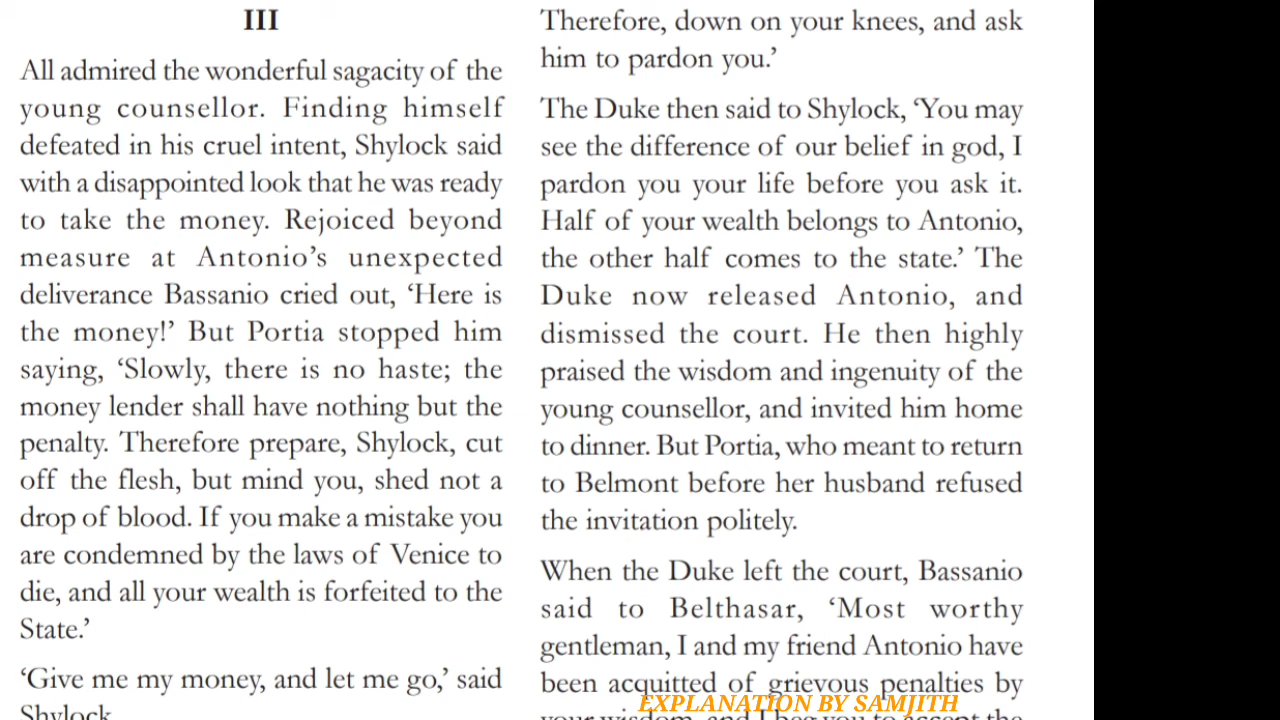 III
All admired the wonderful sagacity of the
young counsellor. Finding himself
defeated in his cruel intent, Shylock said
with a disappointed look that he was ready
to take the money. Rejoiced beyond
measure at Antonio’s unexpected
deliverance Bassanio cried out, ‘Here is
the money!’ But Portia stopped him
saying, ‘Slowly, there is no haste; the
money lender shall have nothing but the
penalty. Therefore prepare, Shylock, cut
off the flesh, but mind you, shed not a
drop of blood. If you make a mistake you
are condemned by the laws of Venice to
die, and all your wealth is forfeited to the
State.’
‘Give me my money, and let me go,’ said
Shylock
Therefore, down on your knees, and ask
him to pardon you.’
The Duke then said to Shylock, ‘You may
see the difference of our belief in god, I
pardon you your life before you ask it.
Half of your wealth belongs to Antonio,
the other half comes to the state.’ The
Duke now released Antonio, and
dismissed the court. He then highly
praised the wisdom and ingenuity of the
young counsellor, and invited him home
to dinner. But Portia, who meant to return
to Belmont before her husband refused
the invitation politely.
When the Duke left the court, Bassanio
said to Belthasar, ‘Most worthy
gentleman, I and my friend Antonio have
been acquitted of grievous penalties by
your wisdom, and I beg you to accept the
EXPLANATION BY SAMJITH